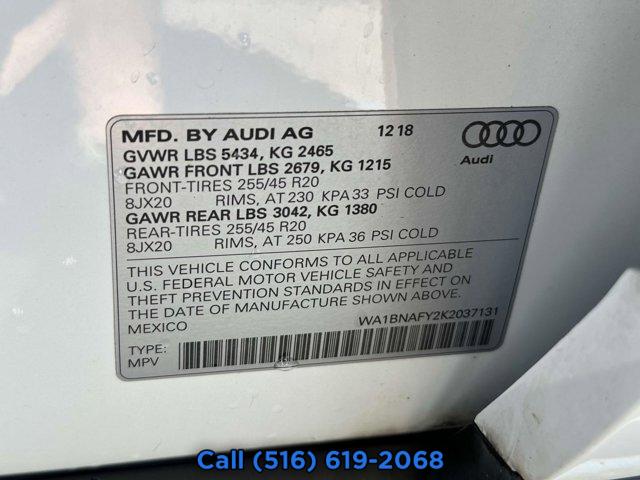 MFD. BY AUDI AG 12 18
GVWR LBS 5434, KG 2465
GAWR FRONT LBS 2679, KG 1215
FRONT-TIRES 255/45 R20
8JX20 RIMS, AT 230 KPA 33 PSI COLD
GAWR REAR LBS 3042, KG 1380
REAR-TIRES 255/45 R20
8JX20 RIMS, AT 250 KPA 36 PSI COLD
Audi
THIS VEHICLE CONFORMS TO ALL APPLICABLE
U.S. FEDERAL MOTOR VEHICLE SAFETY AND
THEFT PREVENTION STANDARDS IN EFFECT ON
THE DATE OF MANUFACTURE SHOWN ABOVE.
MEXICO
WA1BNAFY2K2037131
TYPE:
MPV
Call (516) 619-2068